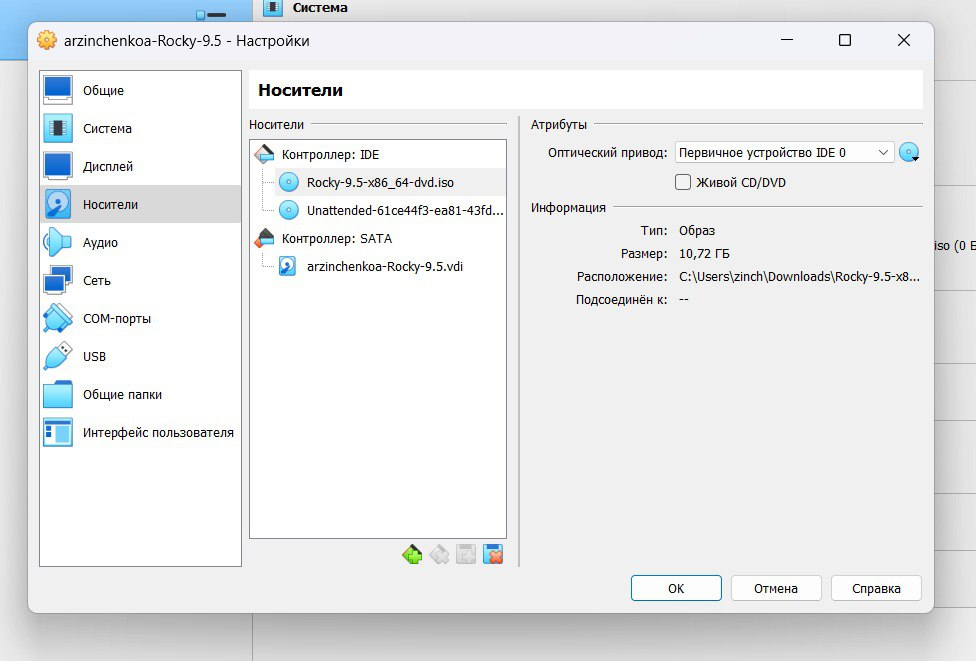 Система
arzinchenkoa-Rocky-9.5 - Настройки
Общие
Система
Дисплей
Носители
Аудио
Сеть
COM-порты
USB
Общие папки
Интерфейс пользователя
Носители
Носители
Контроллер: IDE
Rocky-9.5-x86_64-dvd.iso
Unattended-61ce44f3-ea81-43fd...
Контроллер: SATA
arzinchenkoa-Rocky-9.5.vdi
Атрибуты
Оптический привод: Первичное устройство IDE 0
Живой CD/DVD
Информация
Тип: Образ
Размер: 10,72 ГБ
Расположение: C:\Users\zinch\Downloads\Rocky-9.5-x8...
Подсоединён к: --
iso (0 Б
OK Отмена Справка